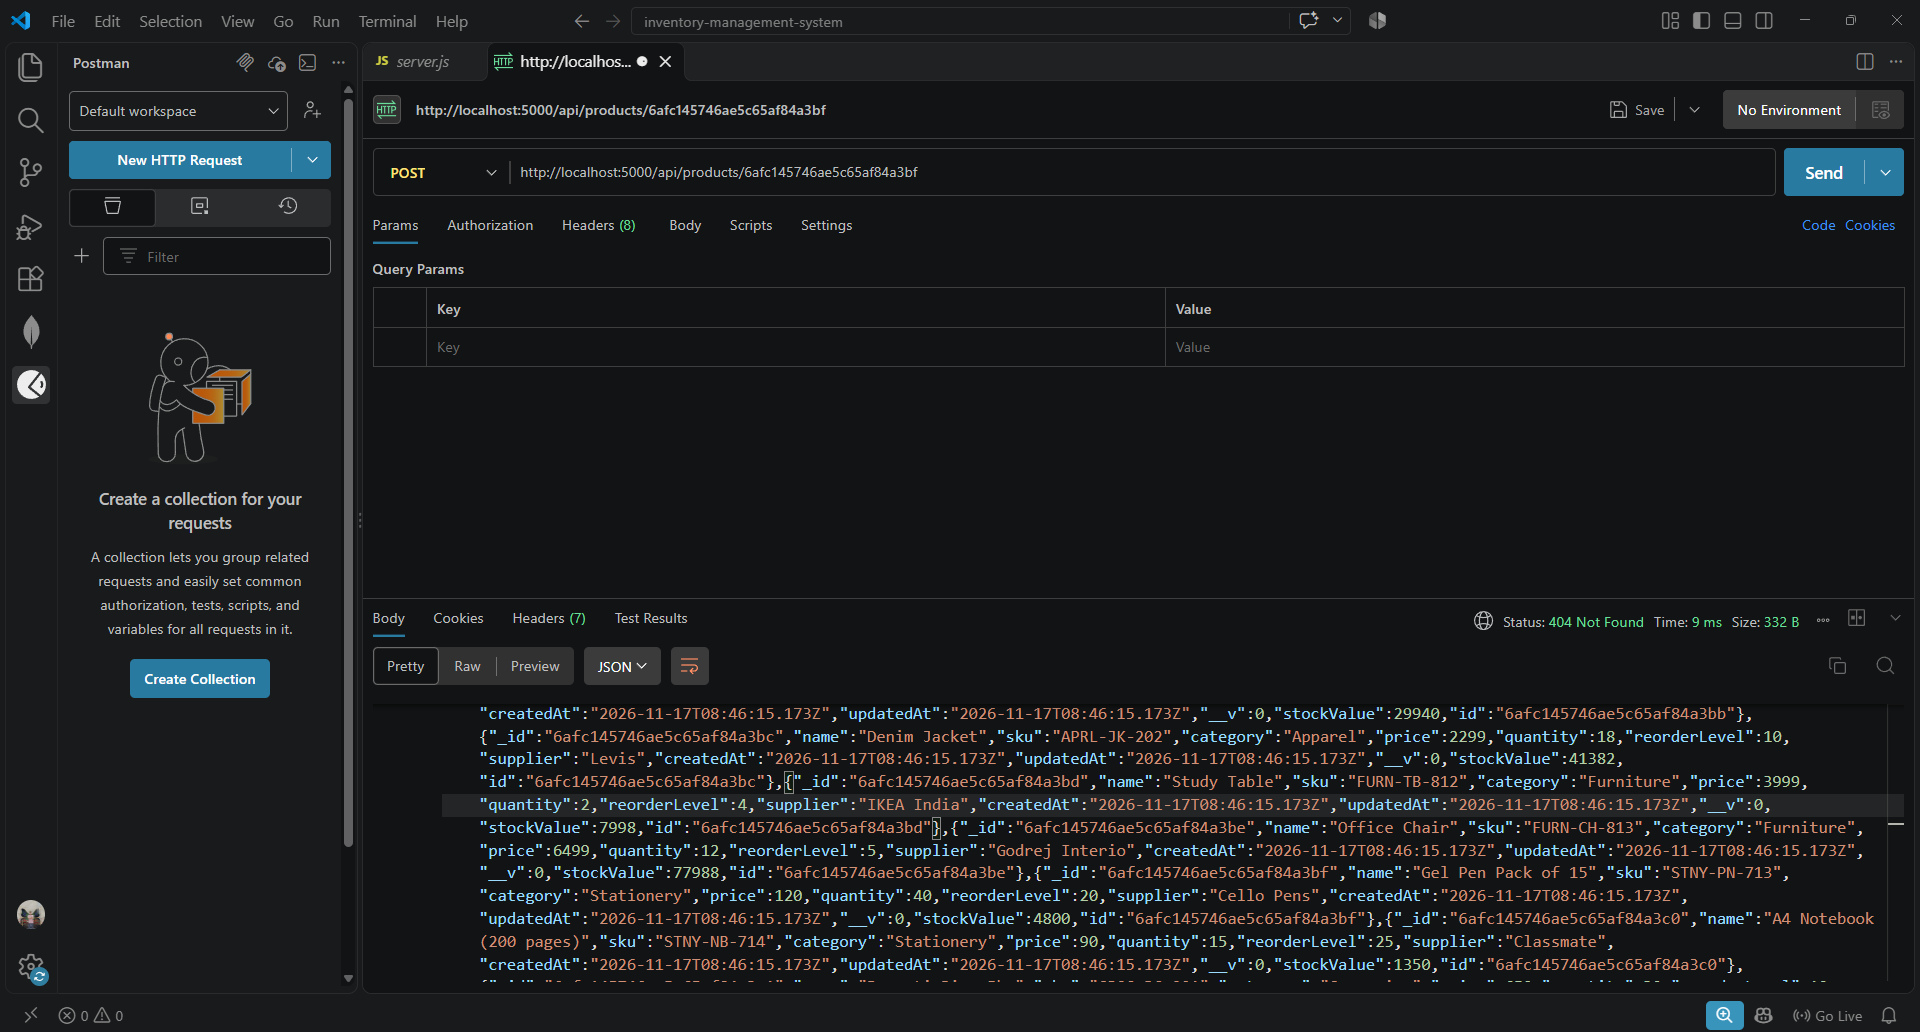 File Edit Selection View Go Run Terminal Help
inventory-management-system
Postman
JS server.js
HTTP http://localhos...
Default workspace
HTTP http://localhost:5000/api/products/6afc145746ae5c65af84a3bf
Save
No Environment
New HTTP Request
POST
http://localhost:5000/api/products/6afc145746ae5c65af84a3bf
Send
Params Authorization Headers (8) Body Scripts Settings
Code Cookies
Filter
Query Params
Key Value
Key Value
Create a collection for your
requests
A collection lets you group related
requests and easily set common
authorization, tests, scripts, and
variables for all requests in it.
Create Collection
Body Cookies Headers (7) Test Results
Status: 404 Not Found Time: 9 ms Size: 332 B
Pretty Raw Preview JSON
"createdAt":"2026-11-17T08:46:15.173Z","updatedAt":"2026-11-17T08:46:15.173Z","__v":0,"stockValue":29940,"id":"6afc145746ae5c65af84a3bb"},
{"_id":"6afc145746ae5c65af84a3bc","name":"Denim Jacket","sku":"APRL-JK-202","category":"Apparel","price":2299,"quantity":18,"reorderLevel":10,
"supplier":"Levis","createdAt":"2026-11-17T08:46:15.173Z","updatedAt":"2026-11-17T08:46:15.173Z","__v":0,"stockValue":41382,
"id":"6afc145746ae5c65af84a3bc"},{"_id":"6afc145746ae5c65af84a3bd","name":"Study Table","sku":"FURN-TB-812","category":"Furniture","price":3999,
"quantity":2,"reorderLevel":4,"supplier":"IKEA India","createdAt":"2026-11-17T08:46:15.173Z","updatedAt":"2026-11-17T08:46:15.173Z","__v":0,
"stockValue":7998,"id":"6afc145746ae5c65af84a3bd"},{"_id":"6afc145746ae5c65af84a3be","name":"Office Chair","sku":"FURN-CH-813","category":"Furniture",
"price":6499,"quantity":12,"reorderLevel":5,"supplier":"Godrej Interio","createdAt":"2026-11-17T08:46:15.173Z","updatedAt":"2026-11-17T08:46:15.173Z",
"__v":0,"stockValue":77988,"id":"6afc145746ae5c65af84a3be"},{"_id":"6afc145746ae5c65af84a3bf","name":"Gel Pen Pack of 15","sku":"STNY-PN-713",
"category":"Stationery","price":120,"quantity":40,"reorderLevel":20,"supplier":"Cello Pens","createdAt":"2026-11-17T08:46:15.173Z",
"updatedAt":"2026-11-17T08:46:15.173Z","__v":0,"stockValue":4800,"id":"6afc145746ae5c65af84a3bf"},{"_id":"6afc145746ae5c65af84a3c0","name":"A4 Notebook
(200 pages)","sku":"STNY-NB-714","category":"Stationery","price":90,"quantity":15,"reorderLevel":25,"supplier":"Classmate",
"createdAt":"2026-11-17T08:46:15.173Z","updatedAt":"2026-11-17T08:46:15.173Z","__v":0,"stockValue":1350,"id":"6afc145746ae5c65af84a3c0"},
0 0
Go Live